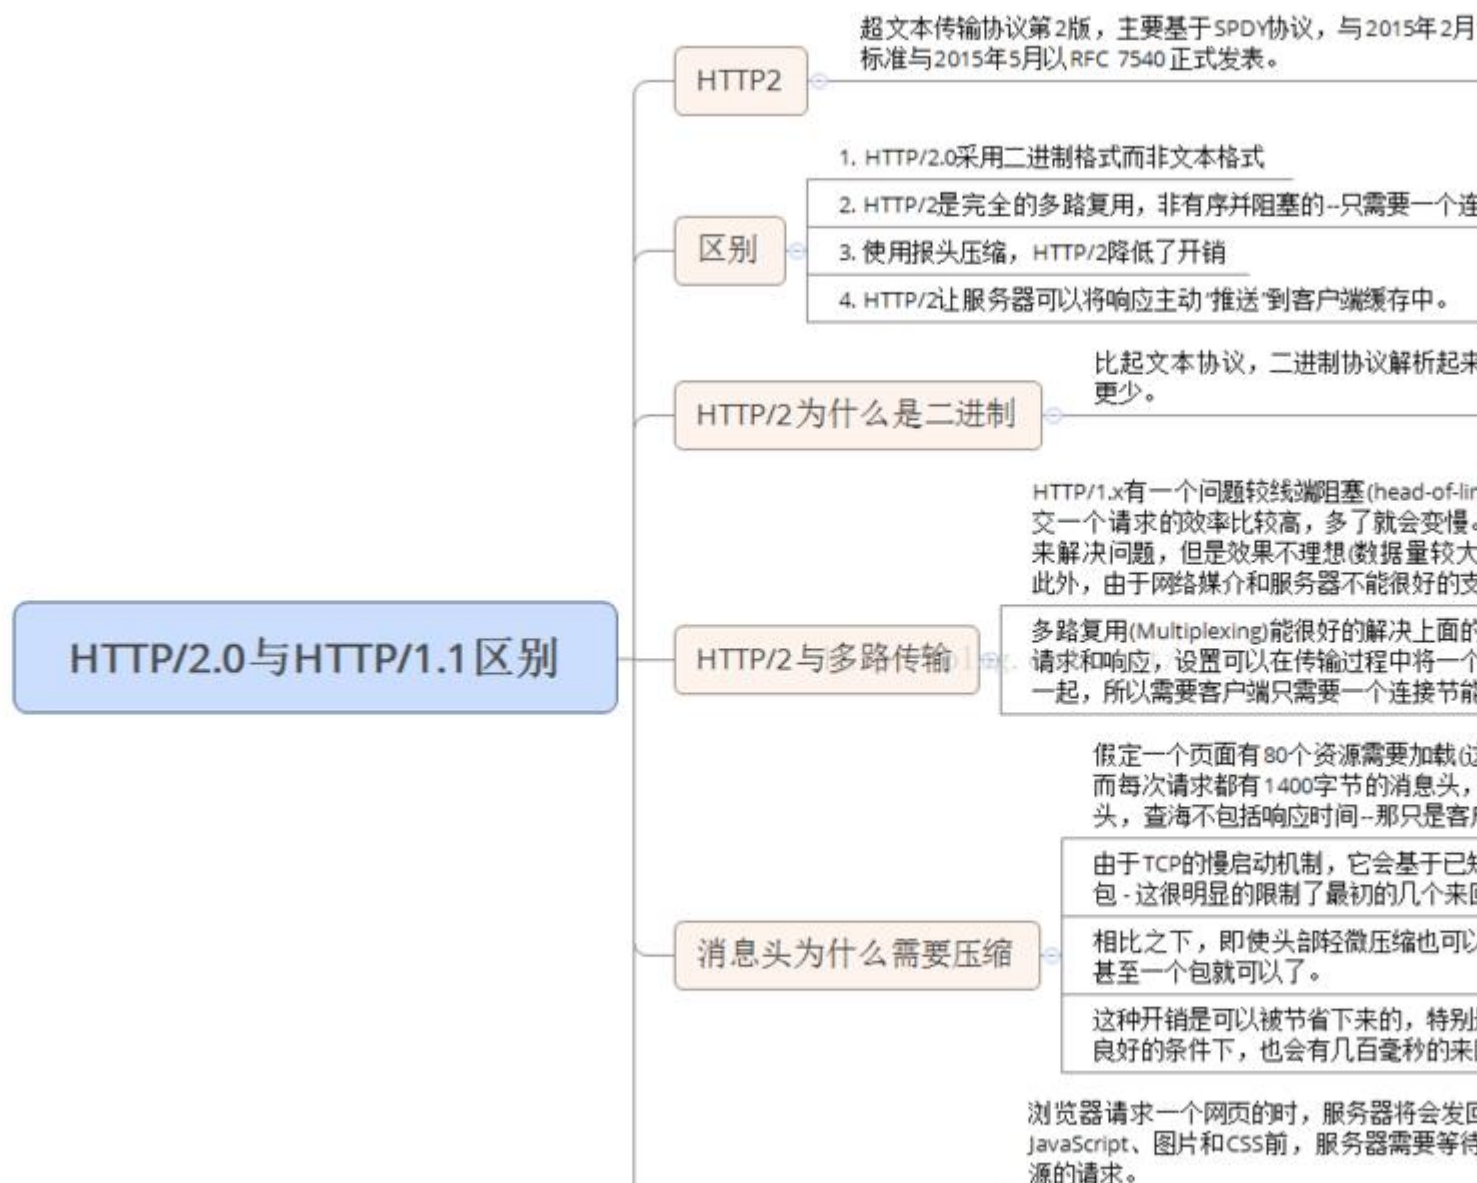 超文本传输协议第2版，主要基于SPDY协议，与2015年2月
标准与2015年5月以RFC 7540正式发表。
HTTP2
1. HTTP/2.0采用二进制格式而非文本格式
2. HTTP/2是完全的多路复用，非有序并阻塞的--只需要一个连
区别
3. 使用报头压缩，HTTP/2降低了开销
4. HTTP/2让服务器可以将响应主动“推送”到客户端缓存中。
比起文本协议，二进制协议解析起来
更少。
HTTP/2为什么是二进制
HTTP/1.x有一个问题较线端阻塞(head-of-lin
交一个请求的效率比较高，多了就会变慢。
来解决问题，但是效果不理想(数据量较大
此外，由于网络媒介和服务器不能很好的支
HTTP/2.0与HTTP/1.1区别
HTTP/2与多路传输
多路复用(Multiplexing)能很好的解决上面的
请求和响应，设置可以在传输过程中将一个
一起，所以需要客户端只需要一个连接节能
假定一个页面有80个资源需要加载(这
而每次请求都有1400字节的消息头，
头，查海不包括响应时间--那只是客户
由于TCP的慢启动机制，它会基于已知
包 - 这很明显的限制了最初的几个来回
消息头为什么需要压缩
相比之下，即使头部轻微压缩也可以
甚至一个包就可以了。
这种开销是可以被节省下来的，特别是
良好的条件下，也会有几百毫秒的来回
浏览器请求一个网页的时，服务器将会发回
JavaScript、图片和CSS前，服务器需要等待
源的请求。